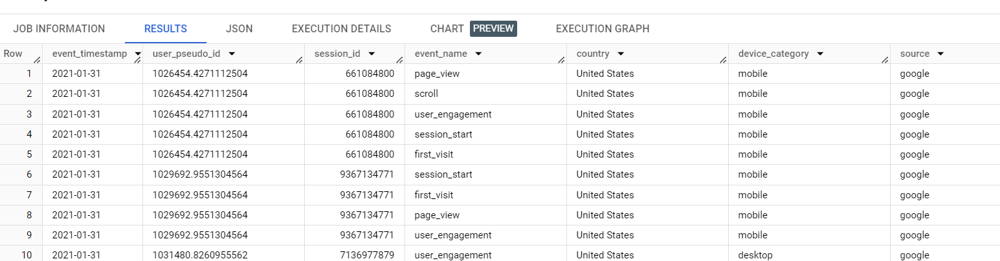 JOB INFORMATION RESULTS JSON EXECUTION DETAILS CHART PREVIEW EXECUTION GRAPH
Row event_timestamp user_pseudo_id session_id event_name country device_category source
1 2021-01-31 1026454.4271112504 661084800 page_view United States mobile google
2 2021-01-31 1026454.4271112504 661084800 scroll United States mobile google
3 2021-01-31 1026454.4271112504 661084800 user_engagement United States mobile google
4 2021-01-31 1026454.4271112504 661084800 session_start United States mobile google
5 2021-01-31 1026454.4271112504 661084800 first_visit United States mobile google
6 2021-01-31 1029692.9551304564 9367134771 session_start United States mobile google
7 2021-01-31 1029692.9551304564 9367134771 first_visit United States mobile google
8 2021-01-31 1029692.9551304564 9367134771 page_view United States mobile google
9 2021-01-31 1029692.9551304564 9367134771 user_engagement United States mobile google
10 2021-01-31 1031480.8260955562 7136977879 user_engagement United States desktop google